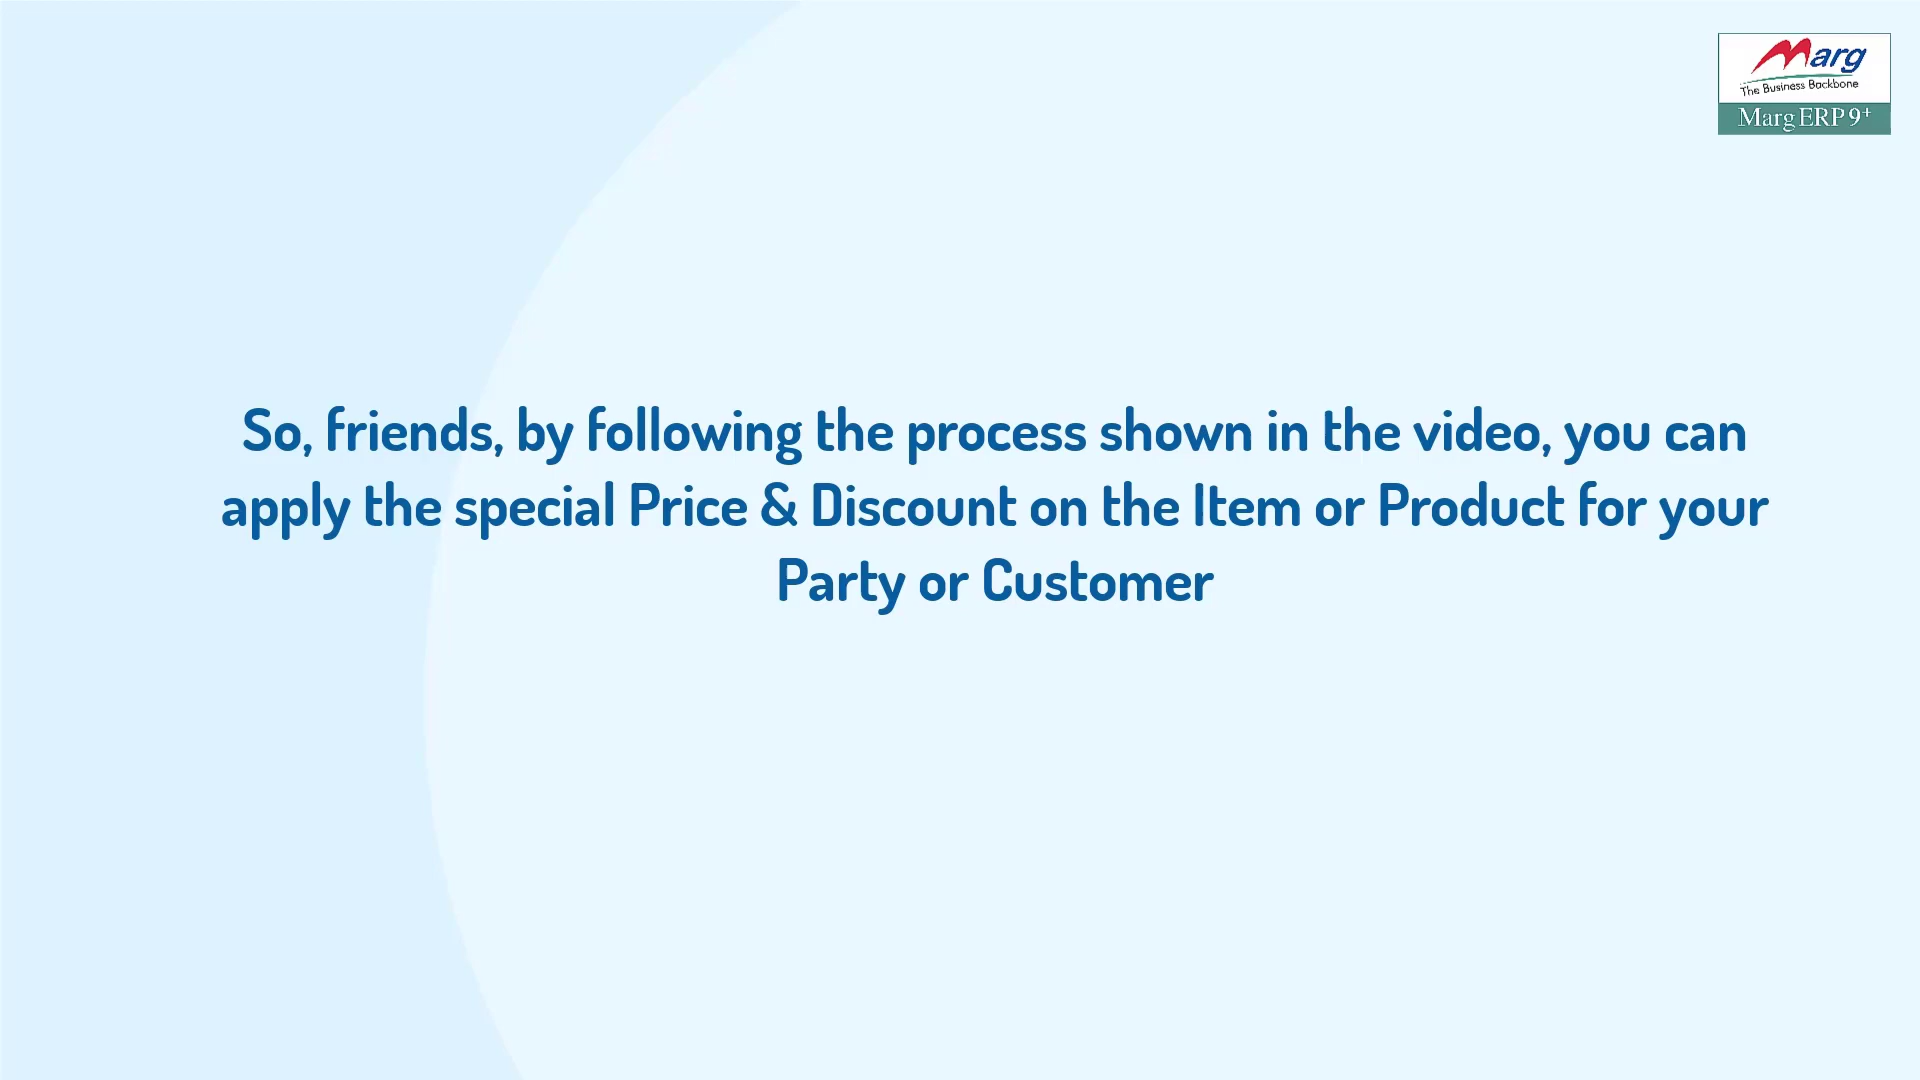 Marg
The Business Backbone
Marg ERP 9+
So, friends, by following the process shown in the video, you can
apply the special Price & Discount on the Item or Product for your
Party or Customer